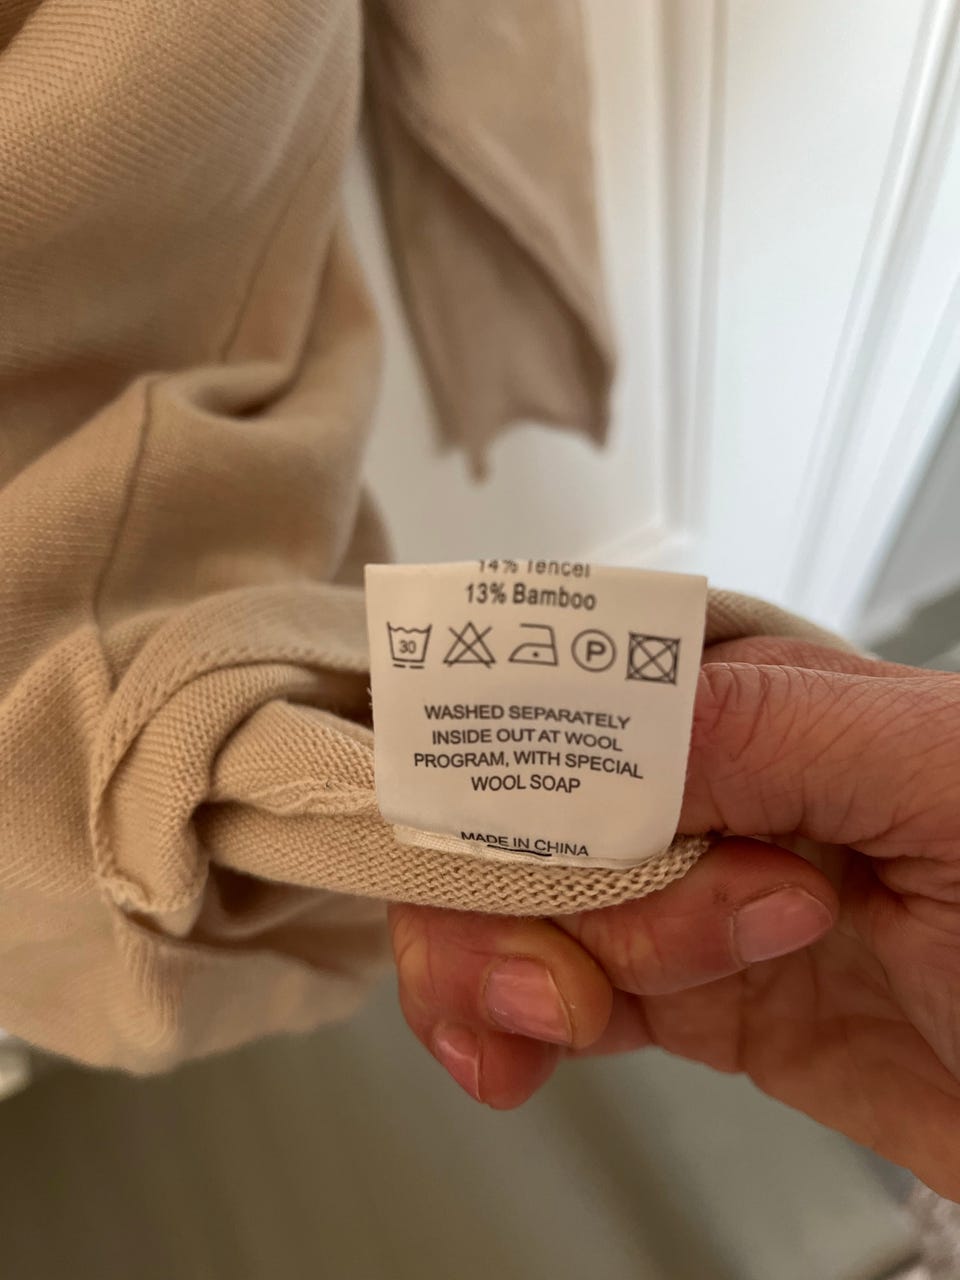 14% Tencel
13% Bamboo
30 P
WASHED SEPARATELY
INSIDE OUT AT WOOL
PROGRAM, WITH SPECIAL
WOOL SOAP
MADE IN CHINA